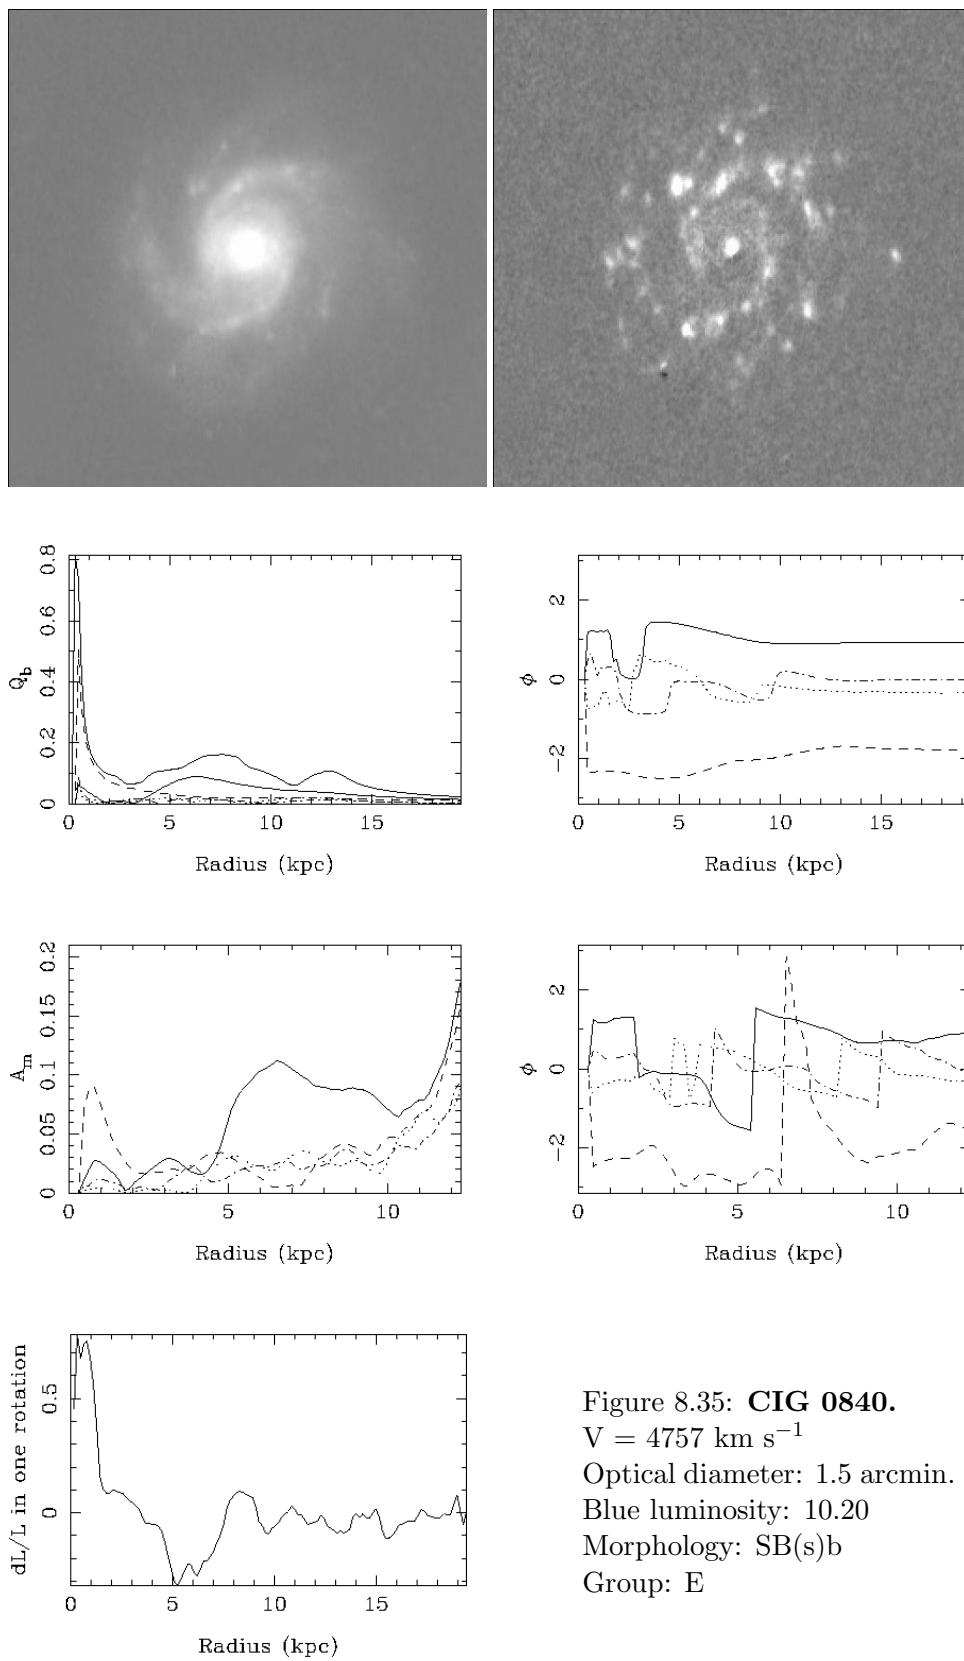 0.8
0.6
0.4
0.2
0
Q_b
0 5 10 15
Radius (kpc)
2
0
−2
ϕ
0 5 10 15
Radius (kpc)
0.2
0.15
0.1
0.05
0
A_m
0 5 10
Radius (kpc)
2
0
−2
ϕ
0 5 10
Radius (kpc)
0.5
0
dL/L in one rotation
0 5 10 15
Radius (kpc)
Figure 8.35: CIG 0840.
V = 4757 km s⁻¹
Optical diameter: 1.5 arcmin.
Blue luminosity: 10.20
Morphology: SB(s)b
Group: E